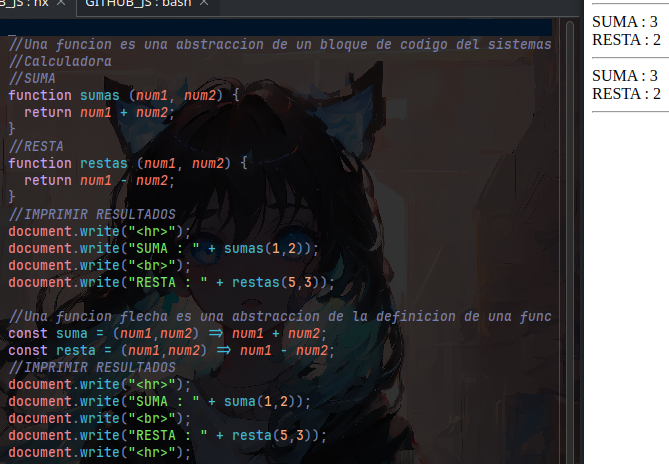 B_JS : nx × GITHUB_JS : bash ×
//Una funcion es una abstraccion de un bloque de codigo del sistemas
//Calculadora
//SUMA
function sumas (num1, num2) {
  return num1 + num2;
}
//RESTA
function restas (num1, num2) {
  return num1 - num2;
}
//IMPRIMIR RESULTADOS
document.write("<hr>");
document.write("SUMA : " + sumas(1,2));
document.write("<br>");
document.write("RESTA : " + restas(5,3));
//Una funcion flecha es una abstraccion de la definicion de una func
const suma = (num1,num2) => num1 + num2;
const resta = (num1,num2) => num1 - num2;
//IMPRIMIR RESULTADOS
document.write("<hr>");
document.write("SUMA : " + suma(1,2));
document.write("<br>");
document.write("RESTA : " + resta(5,3));
document.write("<hr>");
SUMA : 3
RESTA : 2
SUMA : 3
RESTA : 2